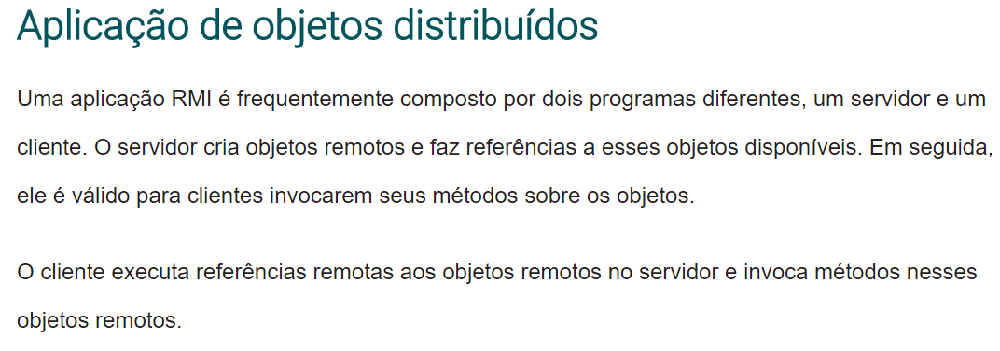 Aplicação de objetos distribuídos
Uma aplicação RMI é frequentemente composto por dois programas diferentes, um servidor e um
cliente. O servidor cria objetos remotos e faz referências a esses objetos disponíveis. Em seguida,
ele é válido para clientes invocarem seus métodos sobre os objetos.
O cliente executa referências remotas aos objetos remotos no servidor e invoca métodos nesses
objetos remotos.